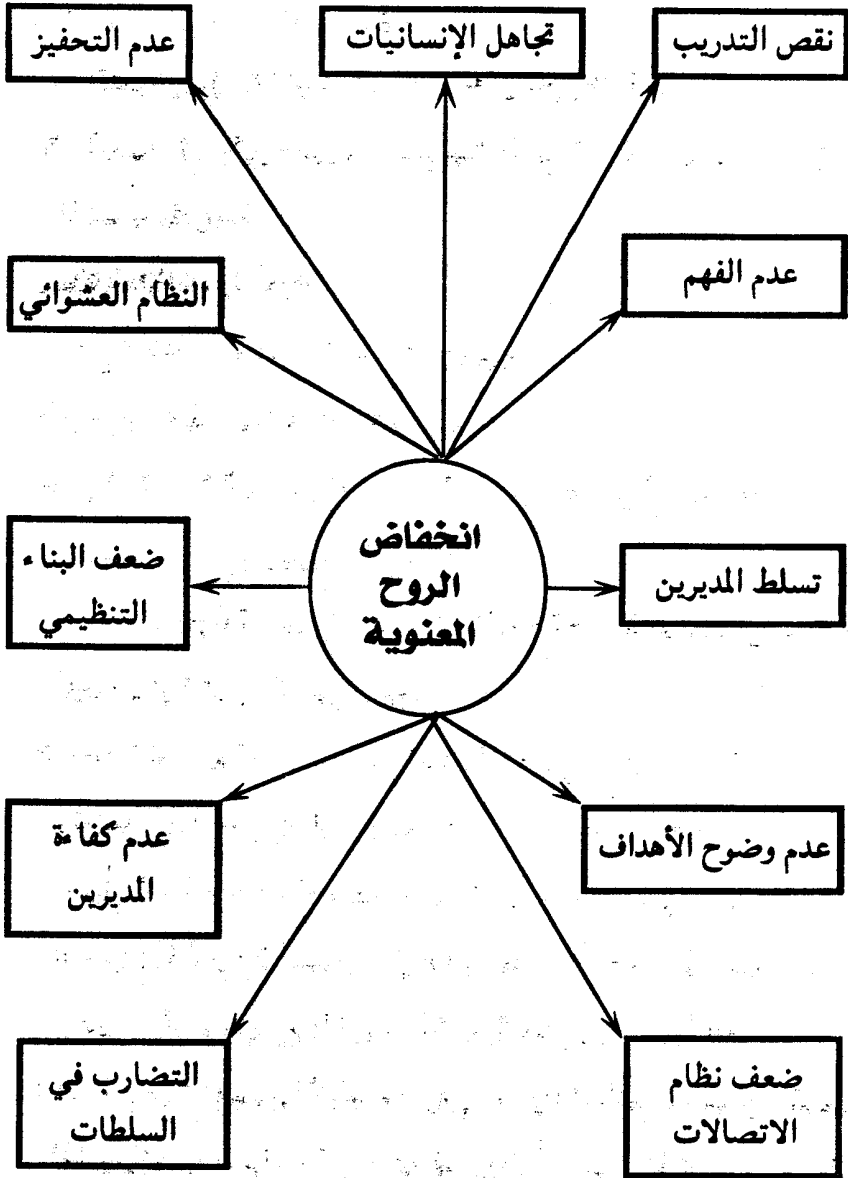 نقص التدريب
تجاهل الإنسانيات
عدم التحفيز
عدم الفهم
النظام العشوائي
انخفاض
الروح
المعنوية
تسلط المديرين
ضعف البناء
التنظيمي
عدم وضوح الأهداف
عدم كفاءة
المديرين
ضعف نظام
الاتصالات
التضارب في
السلطات